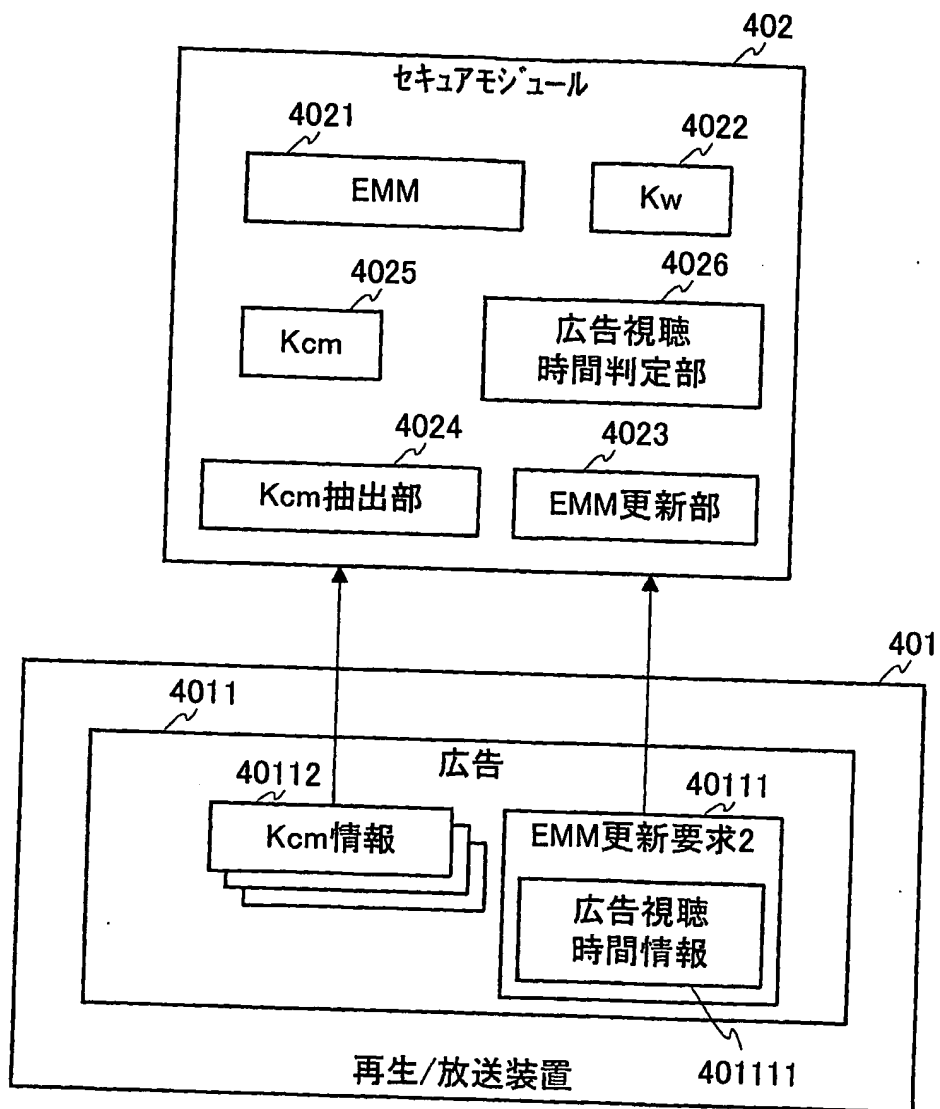 402
セキュアモジュール
4021
4022
EMM
Kw
4025
4026
Kcm
広告視聴
時間判定部
4024
4023
Kcm抽出部
EMM更新部
401
4011
広告
40112
40111
Kcm情報
EMM更新要求2
広告視聴
時間情報
再生/放送装置
401111